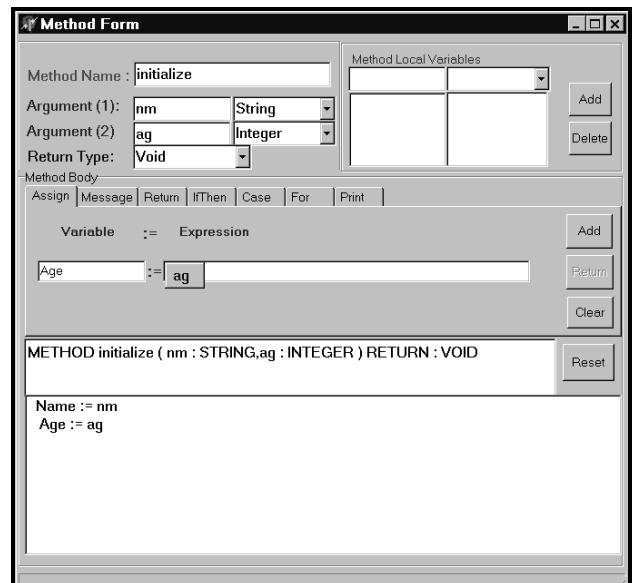 Method Form
Method Name : initialize
Argument (1): nm String
Argument (2) ag Integer
Return Type: Void
Method Local Variables
Add
Delete
Method Body
Assign Message Return IfThen Case For Print
Variable := Expression
Age := ag
Add
Return
Clear
METHOD initialize ( nm : STRING,ag : INTEGER ) RETURN : VOID
Reset
Name := nm
Age := ag